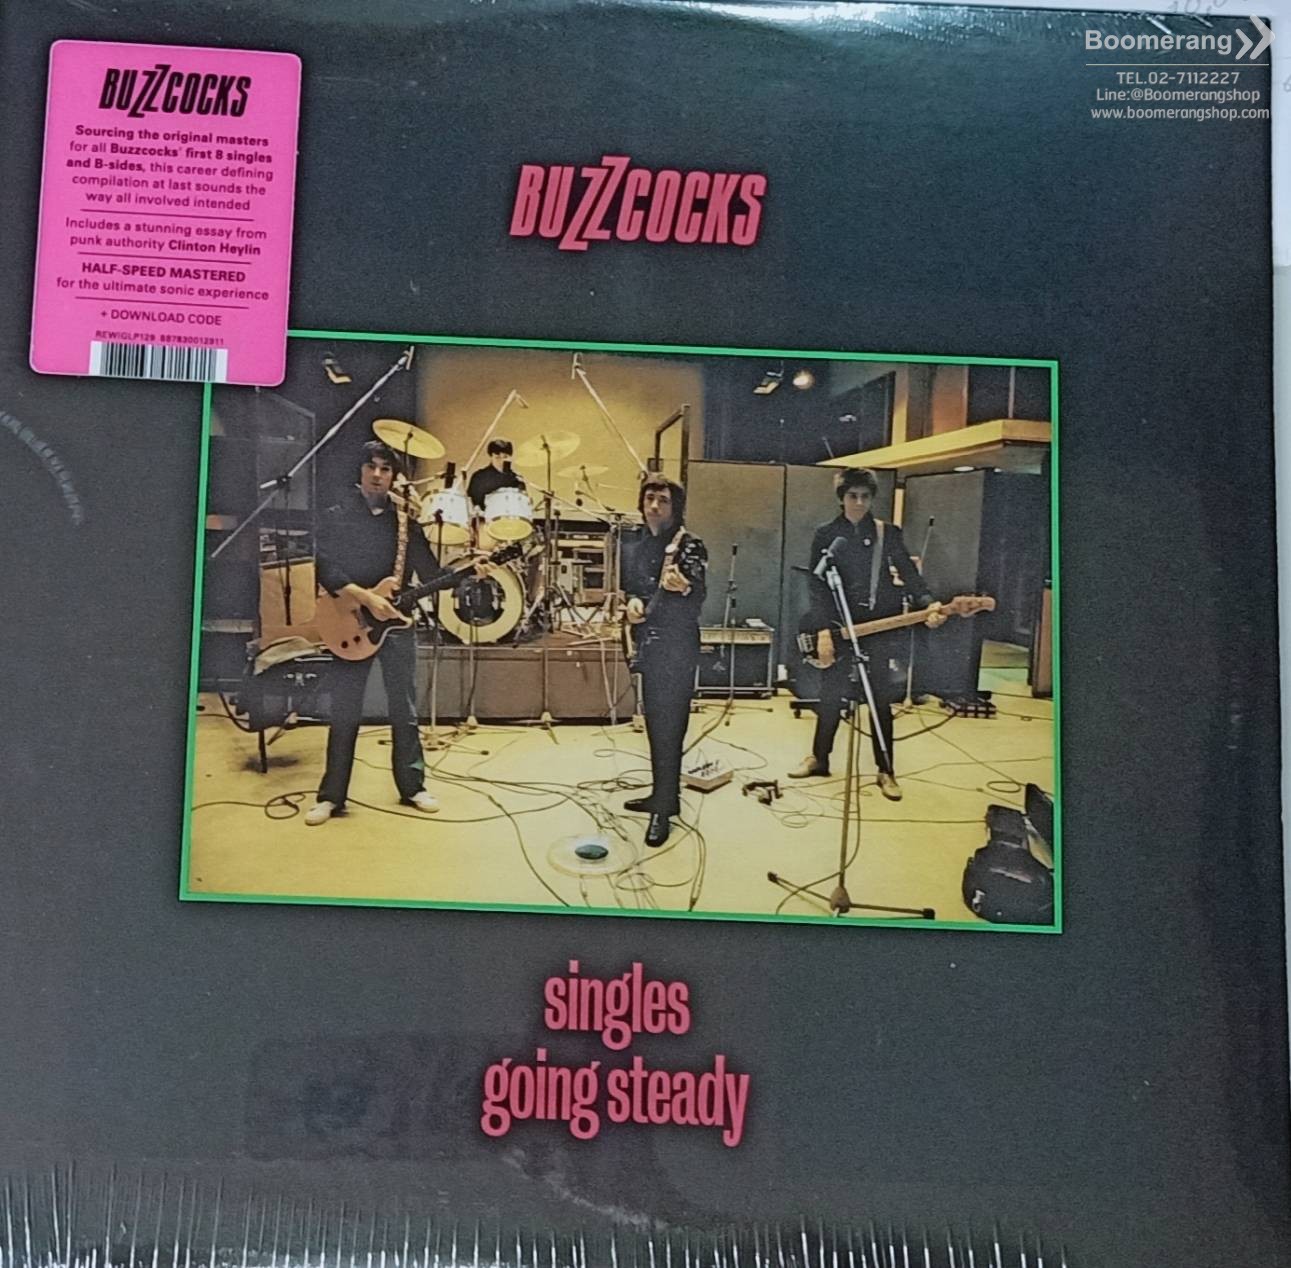 Boomerang
TEL.02-7112227
Line:@Boomerangshop
www.boomerangshop.com
BUZZCOCKS
Sourcing the original masters
for all Buzzcocks' first 8 singles
and B-sides, this career defining
compilation at last sounds the
way all involved intended
Includes a stunning essay from
punk authority Clinton Heylin
HALF-SPEED MASTERED
for the ultimate sonic experience
+ DOWNLOAD CODE
REWIGLP129 887830012911
BUZZCOCKS
singles
going steady